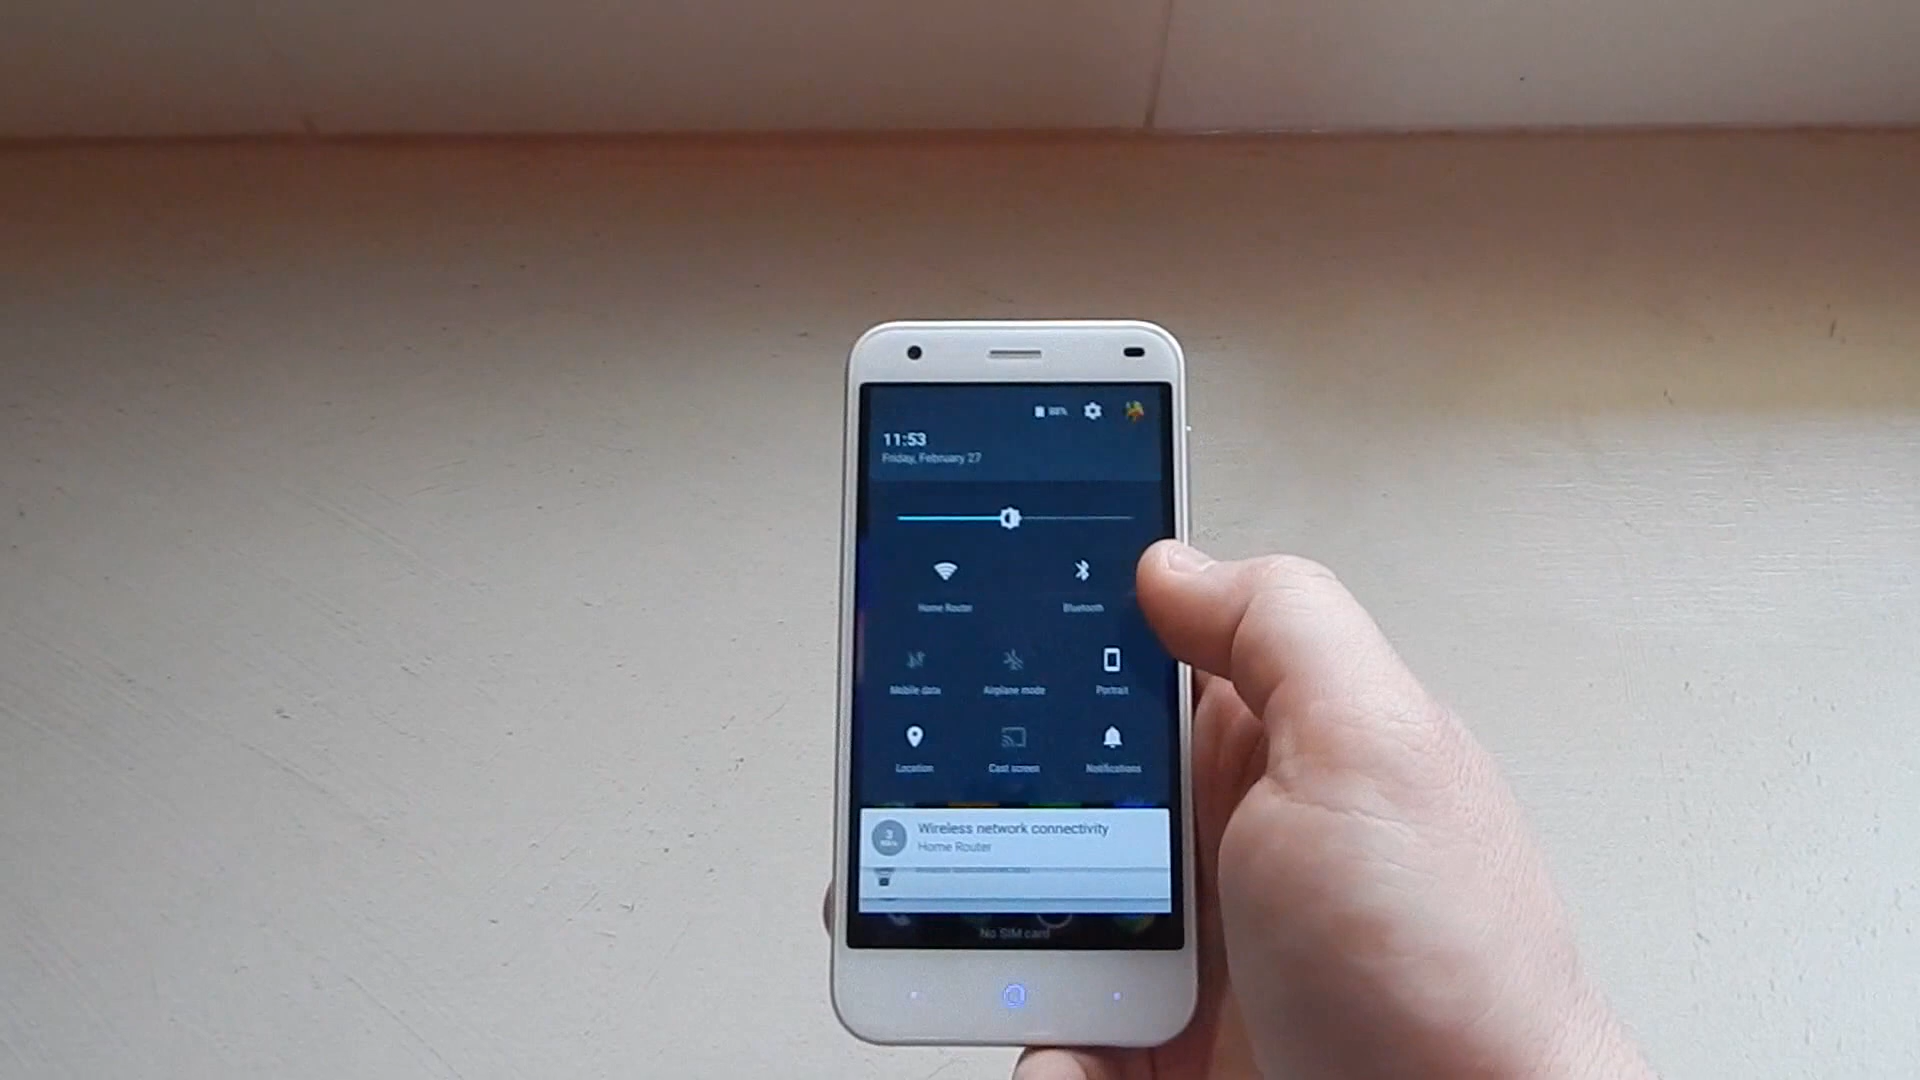 11:53
Friday, February 27
Home Router
Bluetooth
Mobile data
Airplane mode
Portrait
Location
Cast screen
Notifications
3
Wireless network connectivity
Home Router
No SIM card